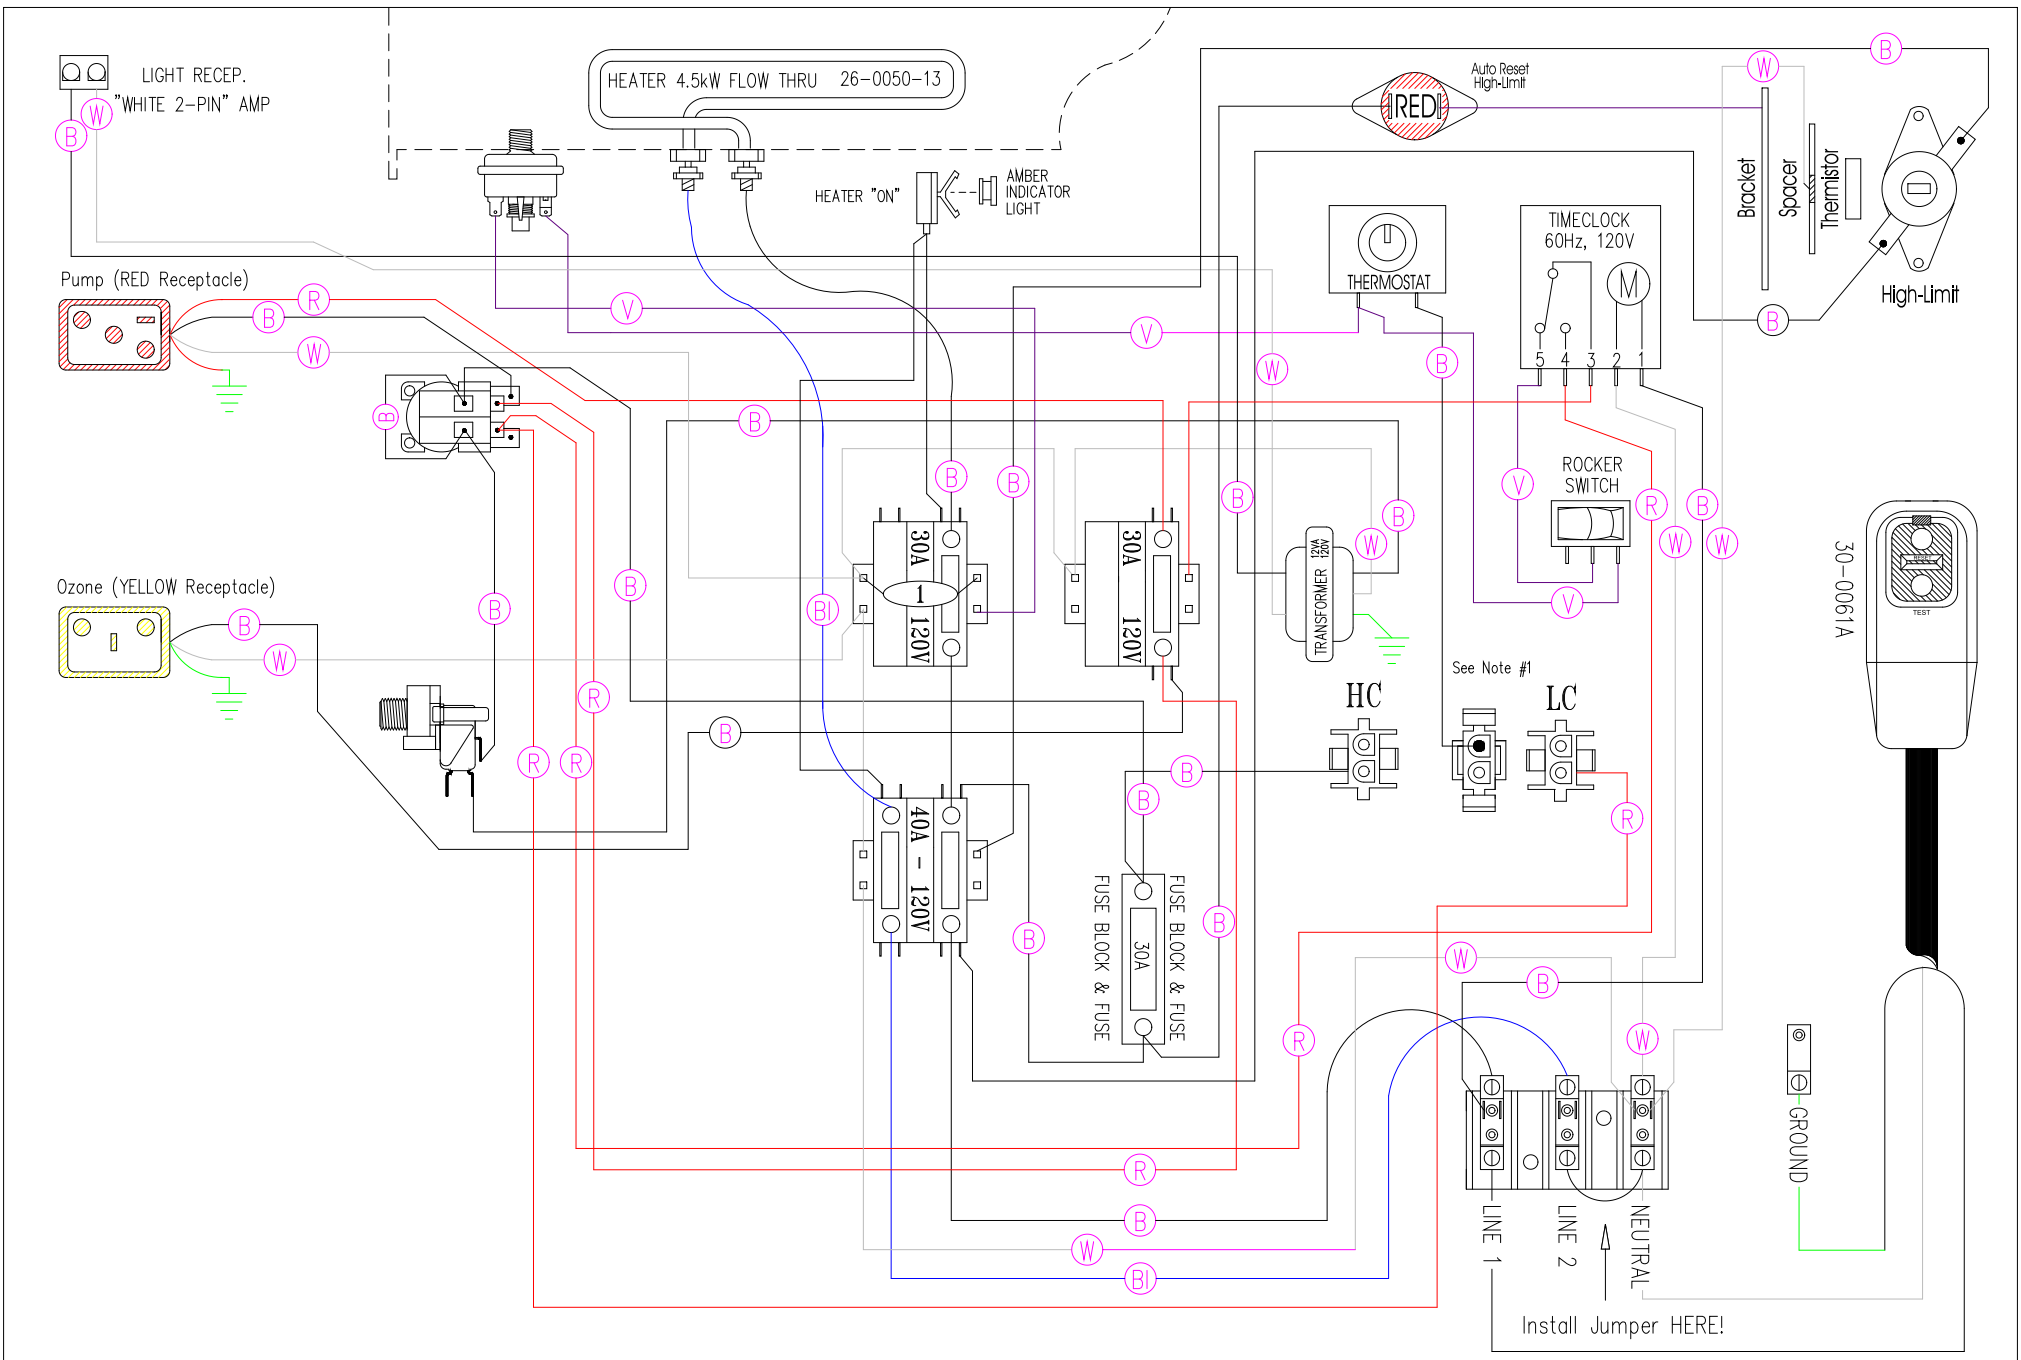 LIGHT RECEP.
"WHITE 2-PIN" AMP
W
B
HEATER 4.5kW FLOW THRU 26-0050-13
HEATER "ON"
AMBER
INDICATOR
LIGHT
Auto Reset
High-Limit
RED
W
B
Bracket
Spacer
Thermistor
High-Limit
B
THERMOSTAT
TIMECLOCK
60Hz, 120V
M
5 4 3 2 1
Pump (RED Receptacle)
R
B
W
V
V
B
W
B
B
B
B
B
B
W
ROCKER
SWITCH
V
R
B
W
W
V
30A 120V
1
30A 120V
TRANSFORMER 12VA
120V
30-0061A
RESET
TEST
Ozone (YELLOW Receptacle)
B
W
B
B
Bl
R
B
R
R
See Note #1
HC
LC
B
B
R
40A - 120V
B
FUSE BLOCK & FUSE
30A
FUSE BLOCK & FUSE
B
W
B
R
W
R
B
W
Bl
GROUND
LINE 1
LINE 2
NEUTRAL
Install Jumper HERE!